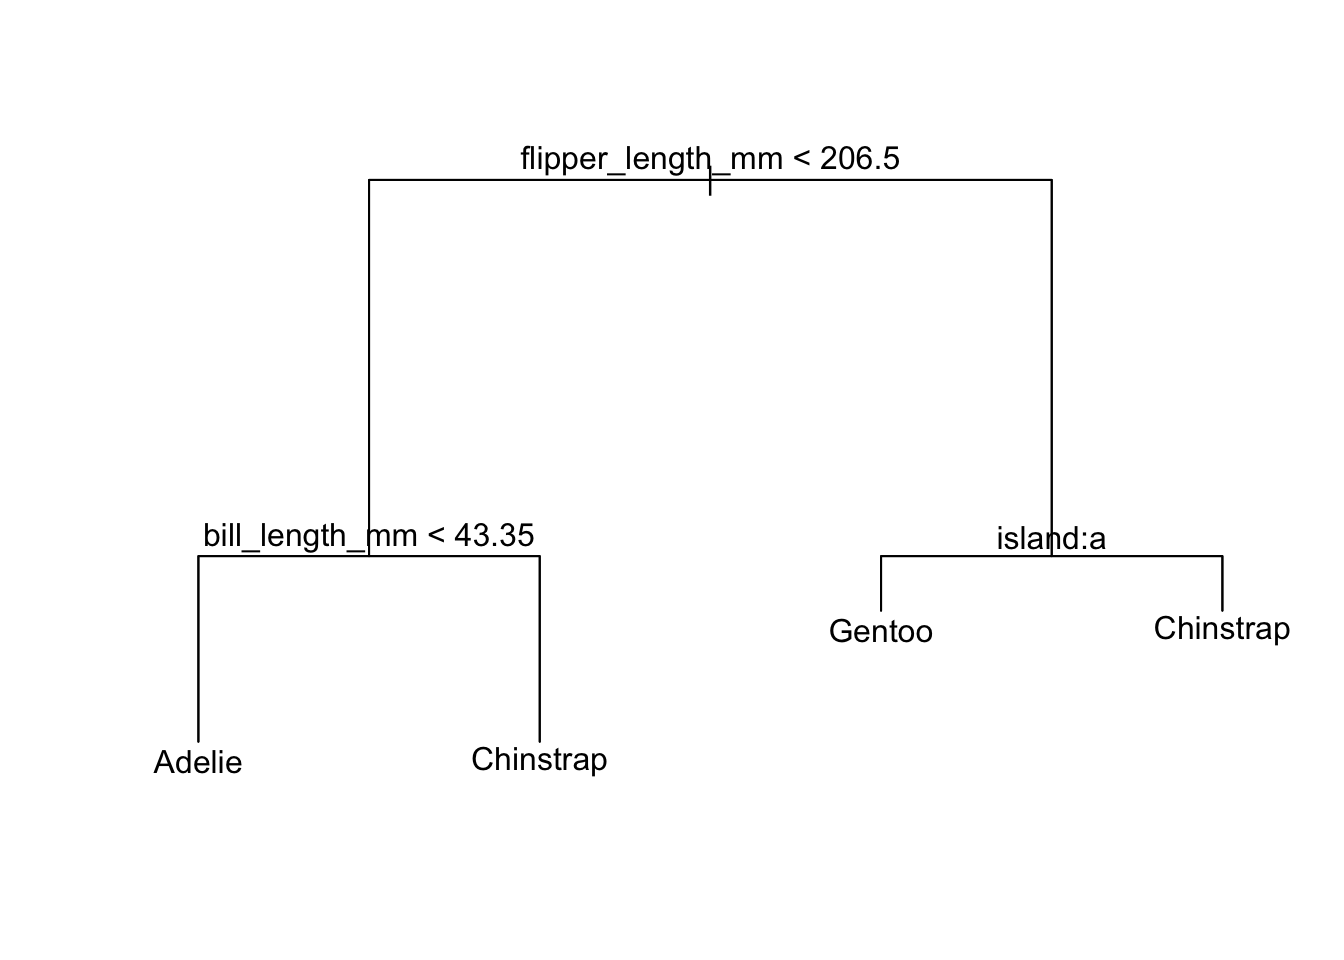 flipper_length_mm < 206.5
bill_length_mm < 43.35
island:a
Gentoo
Chinstrap
Adelie
Chinstrap